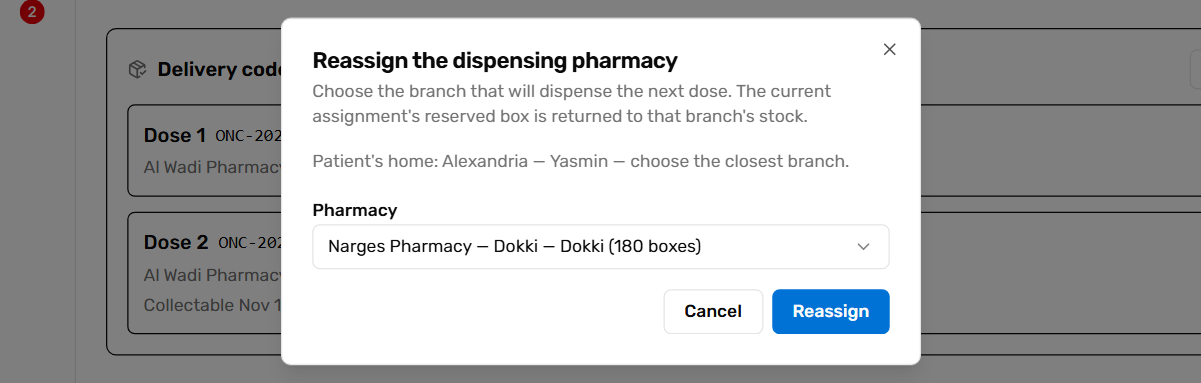 2
Delivery code
Reassign the dispensing pharmacy
Choose the branch that will dispense the next dose. The current
assignment's reserved box is returned to that branch's stock.
Patient's home: Alexandria — Yasmin — choose the closest branch.
Pharmacy
Narges Pharmacy — Dokki — Dokki (180 boxes)
Cancel
Reassign
Dose 1 ONC-202
Al Wadi Pharmacy
Dose 2 ONC-202
Al Wadi Pharmacy
Collectable Nov 1